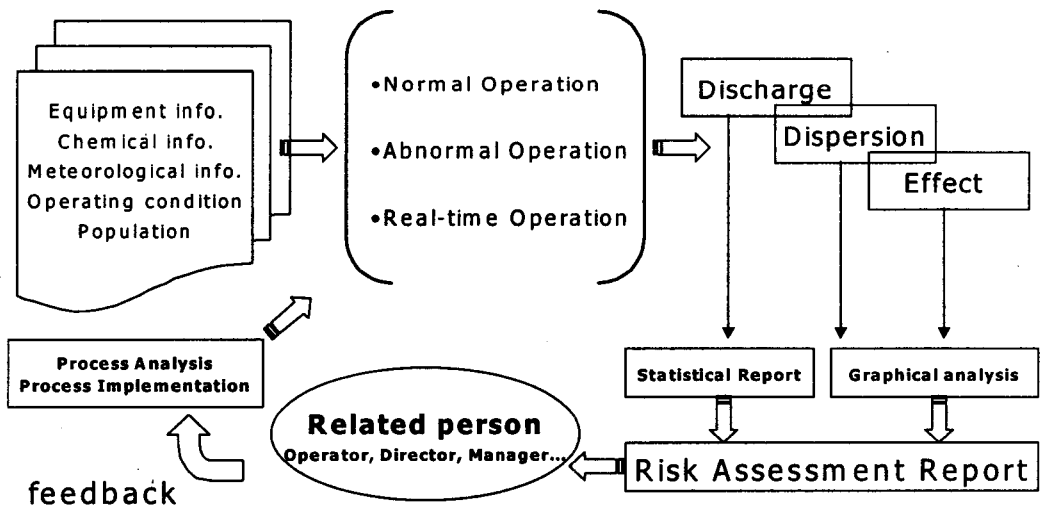 Equipment info.
Chemical info.
Meteorological info.
Operating condition
Population
•Normal Operation
•Abnormal Operation
•Real-time Operation
Discharge
Dispersion
Effect
Process Analysis
Process Implementation
Statistical Report
Graphical analysis
Related person
Operator, Director, Manager...
Risk Assessment Report
feedback